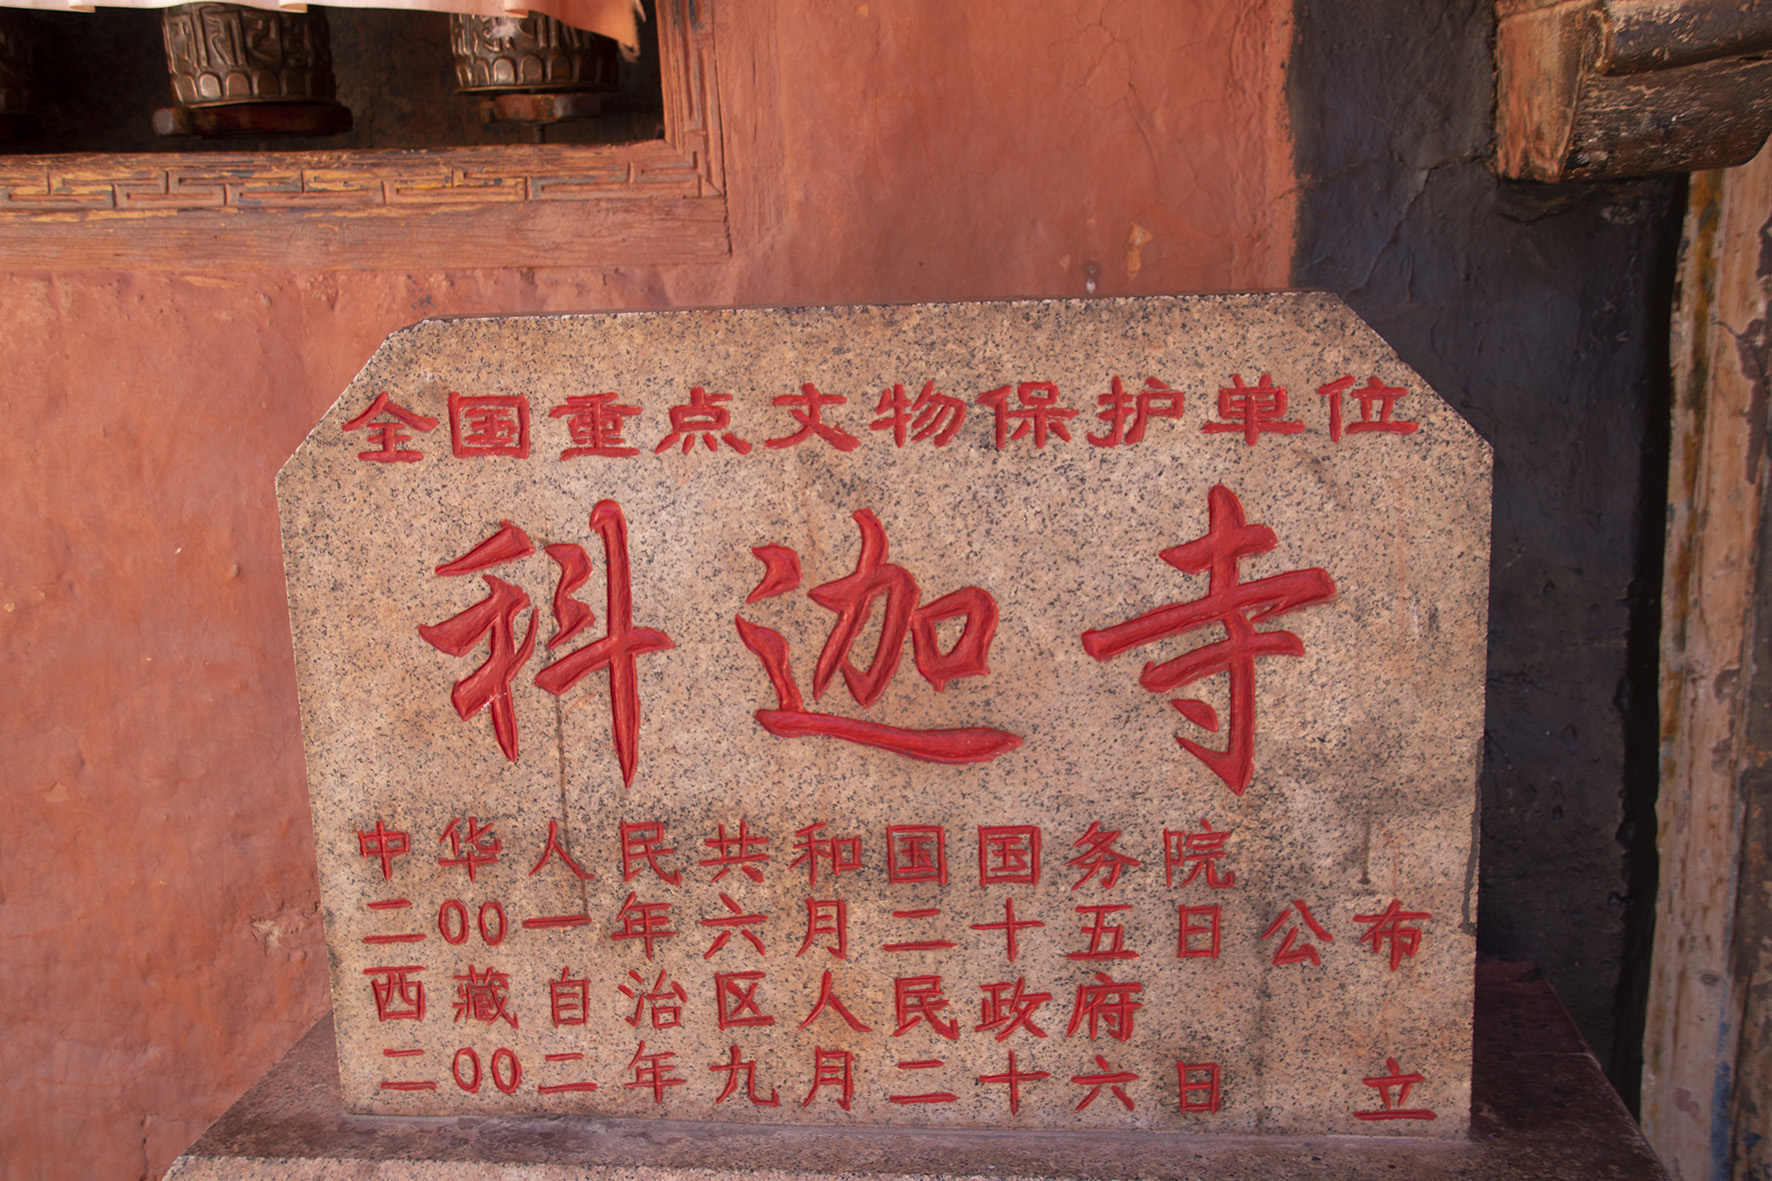 全国重点文物保护单位
科迦寺
中华人民共和国国务院
二00一年六月二十五日公布
西藏自治区人民政府
二00二年九月二十六日 立